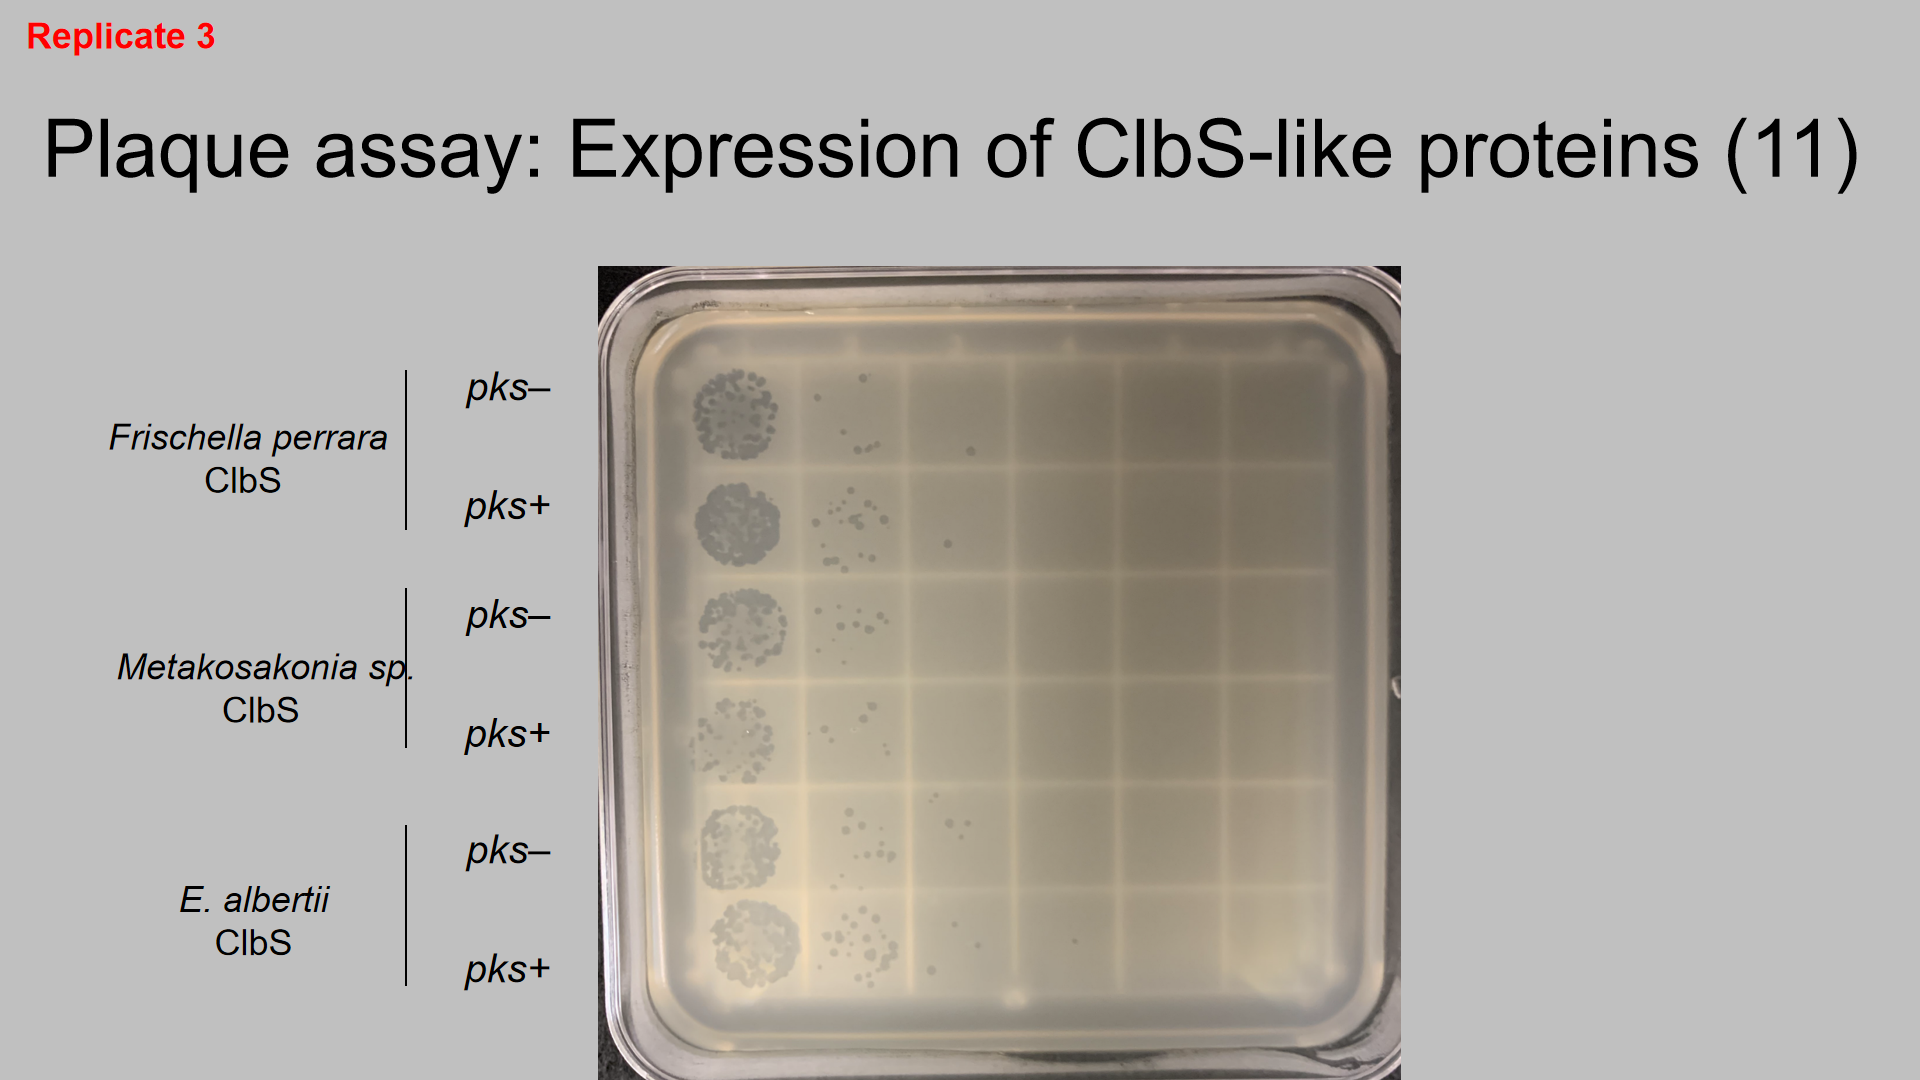 Replicate 3
Plaque assay: Expression of ClbS-like proteins (11)
Frischella perrara
ClbS
pks–
pks+
Metakosakonia sp.
ClbS
pks–
pks+
E. albertii
ClbS
pks–
pks+